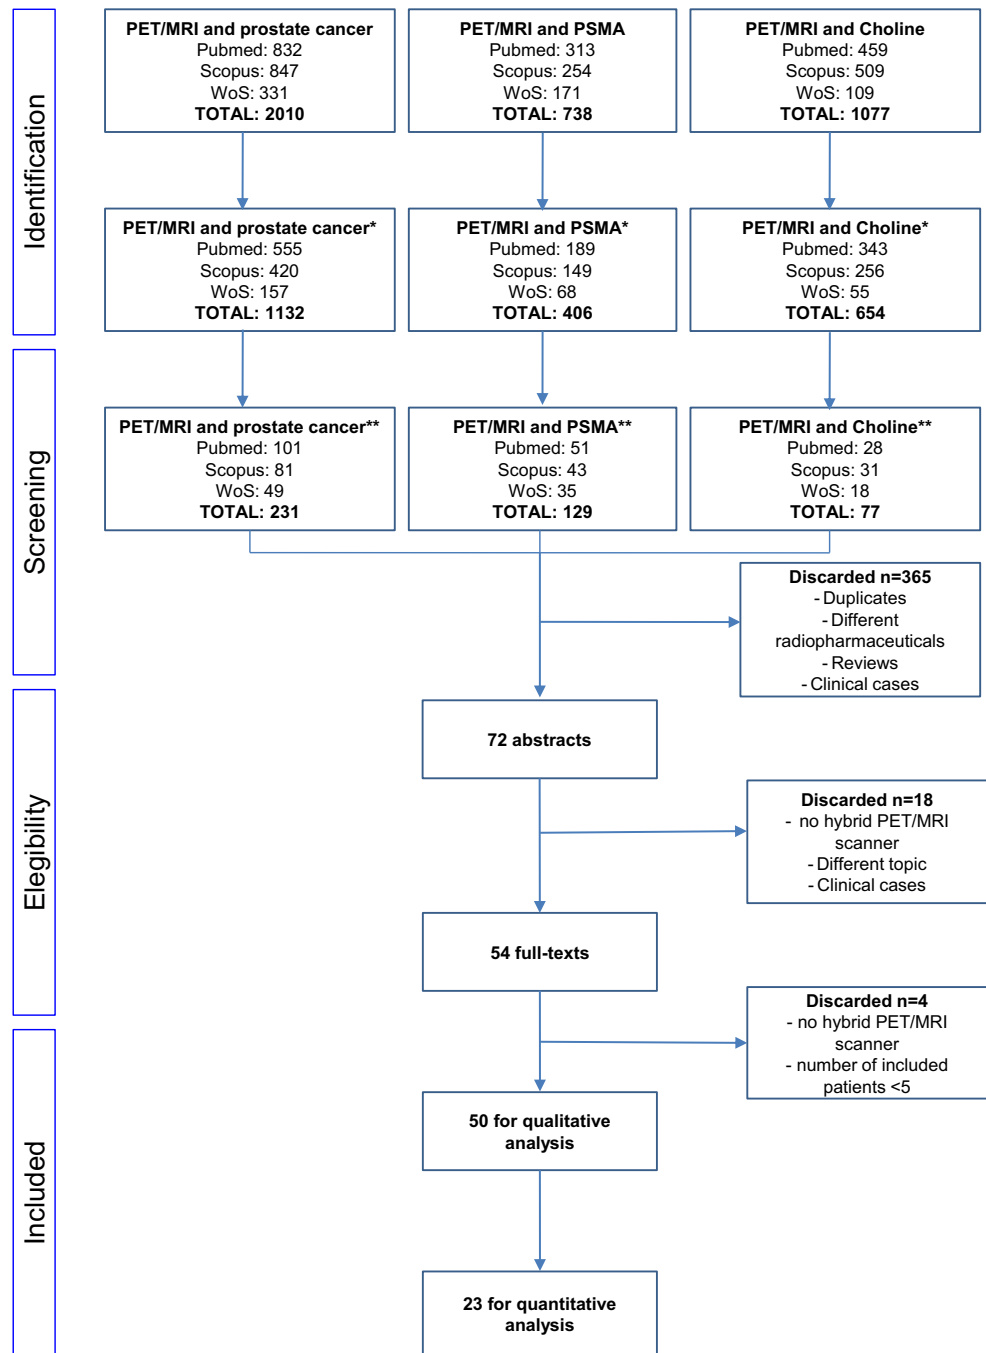 Identification
PET/MRI and prostate cancer
Pubmed: 832
Scopus: 847
WoS: 331
TOTAL: 2010
PET/MRI and PSMA
Pubmed: 313
Scopus: 254
WoS: 171
TOTAL: 738
PET/MRI and Choline
Pubmed: 459
Scopus: 509
WoS: 109
TOTAL: 1077
PET/MRI and prostate cancer*
Pubmed: 555
Scopus: 420
WoS: 157
TOTAL: 1132
PET/MRI and PSMA*
Pubmed: 189
Scopus: 149
WoS: 68
TOTAL: 406
PET/MRI and Choline*
Pubmed: 343
Scopus: 256
WoS: 55
TOTAL: 654
Screening
PET/MRI and prostate cancer**
Pubmed: 101
Scopus: 81
WoS: 49
TOTAL: 231
PET/MRI and PSMA**
Pubmed: 51
Scopus: 43
WoS: 35
TOTAL: 129
PET/MRI and Choline**
Pubmed: 28
Scopus: 31
WoS: 18
TOTAL: 77
Discarded n=365
- Duplicates
- Different
radiopharmaceuticals
- Reviews
- Clinical cases
Elegibility
72 abstracts
Discarded n=18
- no hybrid PET/MRI
scanner
- Different topic
- Clinical cases
54 full-texts
Discarded n=4
- no hybrid PET/MRI
scanner
- number of included
patients <5
Included
50 for qualitative
analysis
23 for quantitative
analysis